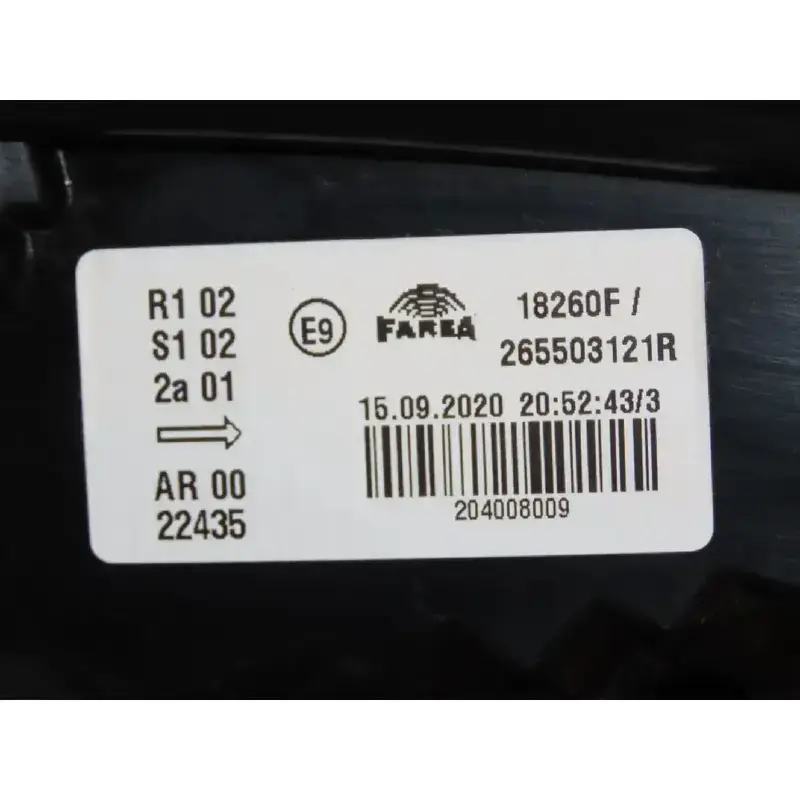 R1 02
S1 02
2a 01
AR 00
22435
E9
FARBA
18260F /
265503121R
15.09.2020 20:52:43/3
204008009